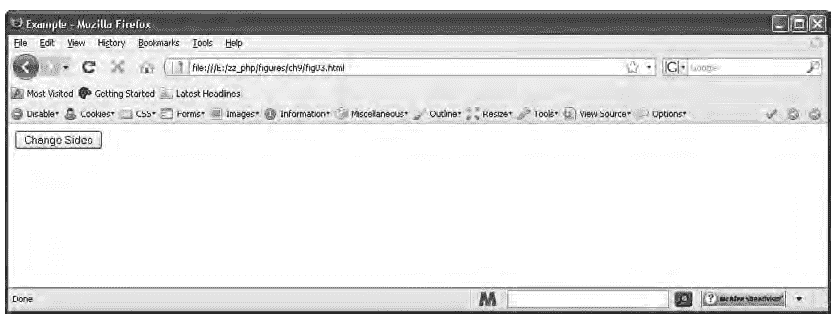 Example - Mozilla Firefox
File Edit View History Bookmarks Tools Help
file:///E:/zz_php/figures/ch9/fig03.html G Google
Most Visited Getting Started Latest Headlines
Disable Cookies CSS Forms Images Information Miscellaneous Outline Resize Tools View Source Options
Change Sides
Done M